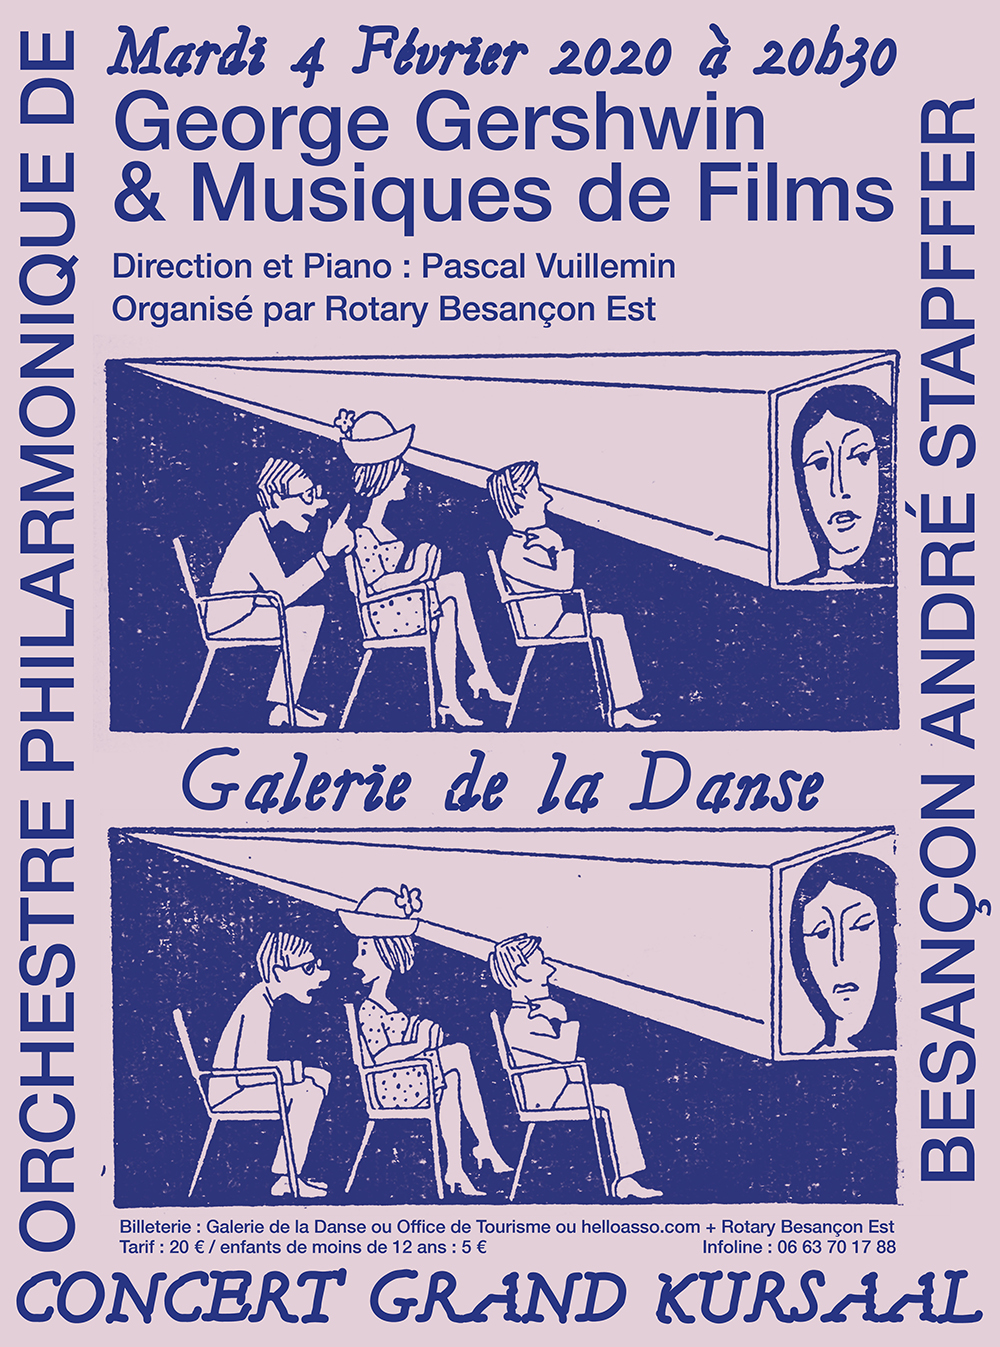 Mardi 4 Février 2020 à 20h30
George Gershwin
& Musiques de Films
Direction et Piano : Pascal Vuillemin
Organisé par Rotary Besançon Est
ORCHESTRE PHILARMONIQUE DE
BESANÇON ANDRÉ STAPFFER
Galerie de la Danse
Billeterie : Galerie de la Danse ou Office de Tourisme ou helloasso.com + Rotary Besançon Est
Tarif : 20 € / enfants de moins de 12 ans : 5 €
Infoline : 06 63 70 17 88
CONCERT GRAND KURSAAL